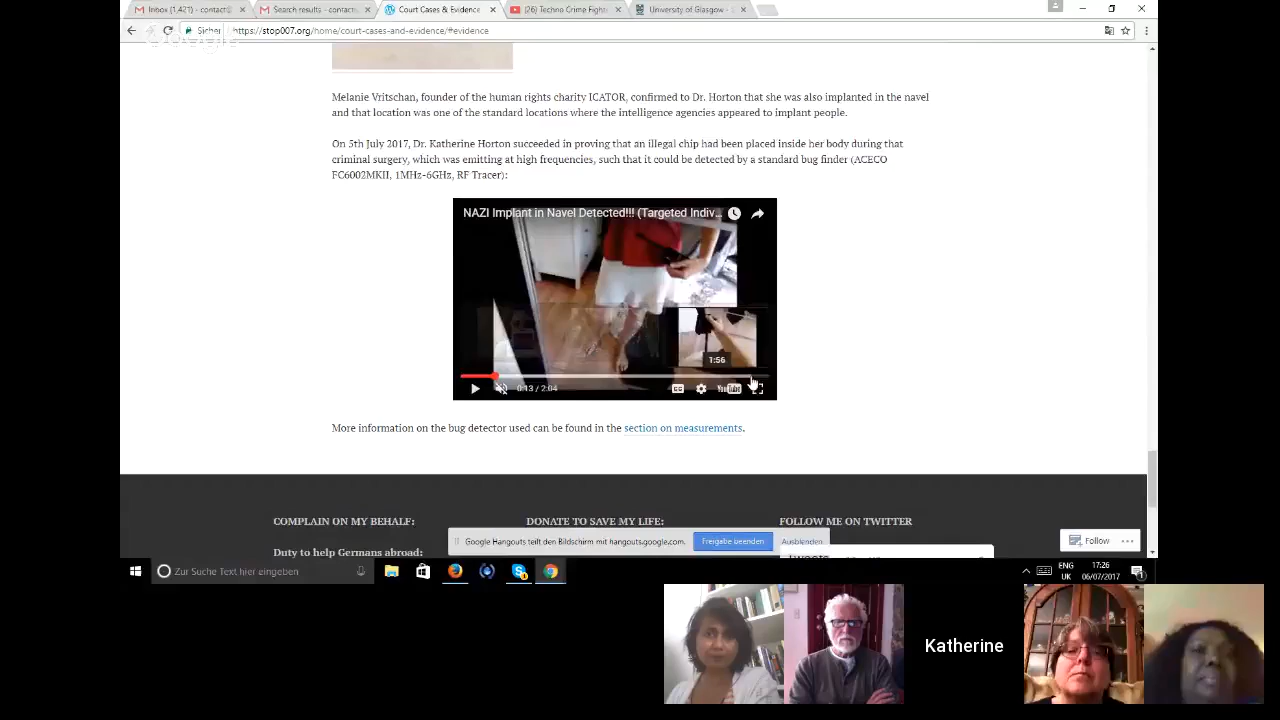 Inbox (1,421) - contact@
Search results - contact
Court Cases & Evidence
(26) Techno Crime Fight
University of Glasgow -
Sicher
https://stop007.org/home/court-cases-and-evidence/#evidence
Google
Melanie Vritschan, founder of the human rights charity ICATOR, confirmed to Dr. Horton that she was also implanted in the navel
and that location was one of the standard locations where the intelligence agencies appeared to implant people.
On 5th July 2017, Dr. Katherine Horton succeeded in proving that an illegal chip had been placed inside her body during that
criminal surgery, which was emitting at high frequencies, such that it could be detected by a standard bug finder (ACECO
FC6002MKII, 1MHz-6GHz, RF Tracer):
NAZI Implant in Navel Detected!!! (Targeted Indiv...
1:56
0:13 / 2:04
CC
YouTube
More information on the bug detector used can be found in the section on measurements.
COMPLAIN ON MY BEHALF:
DONATE TO SAVE MY LIFE:
FOLLOW ME ON TWITTER
Google Hangouts teilt den Bildschirm mit hangouts.google.com.
Freigabe beenden
Ausblenden
Duty to help Germans abroad:
Tweets
Follow
Zur Suche Text hier eingeben
ENG
UK
17:26
06/07/2017
Katherine